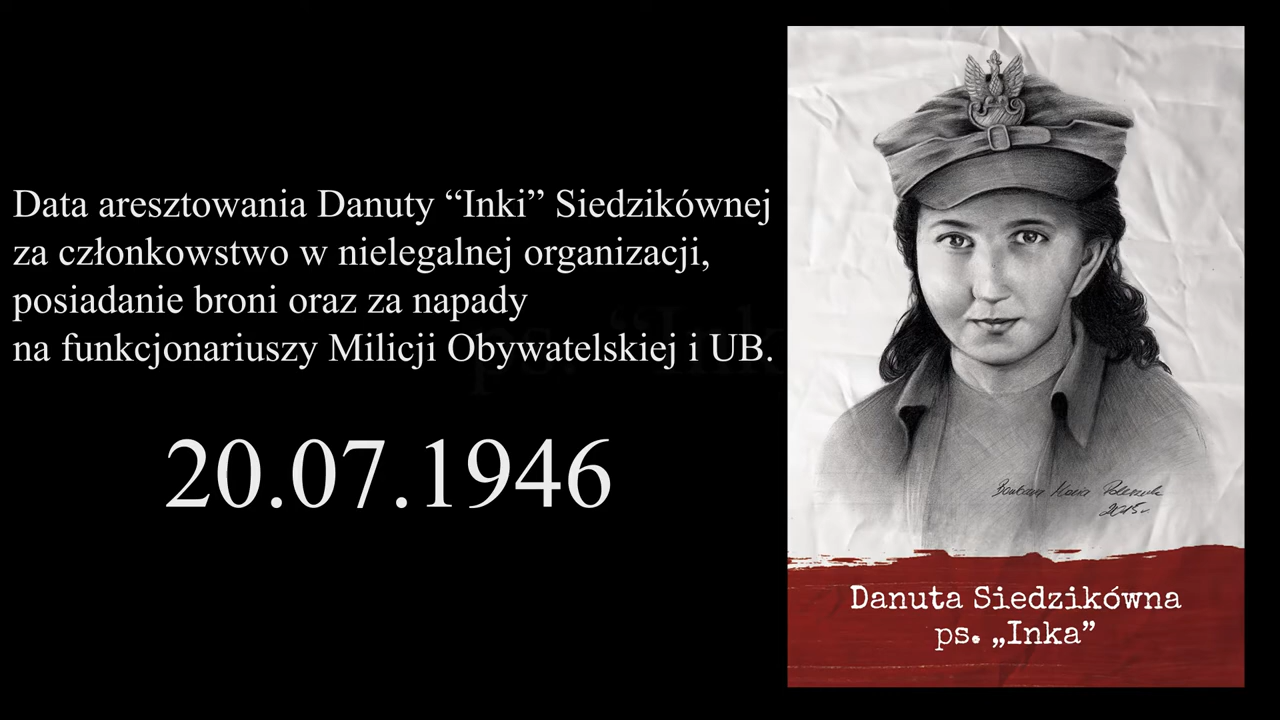 Data aresztowania Danuty “Inki” Siedzikównej
za członkowstwo w nielegalnej organizacji,
posiadanie broni oraz za napady
na funkcjonariuszy Milicji Obywatelskiej i UB.
20.07.1946
2015 r.
Danuta Siedzikówna
ps. „Inka”